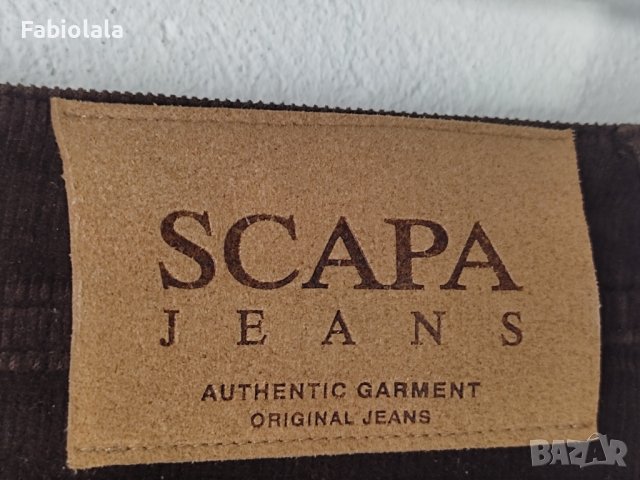 Fabiolala
SCAPA
JEANS
AUTHENTIC GARMENT
ORIGINAL JEANS
BAZAR